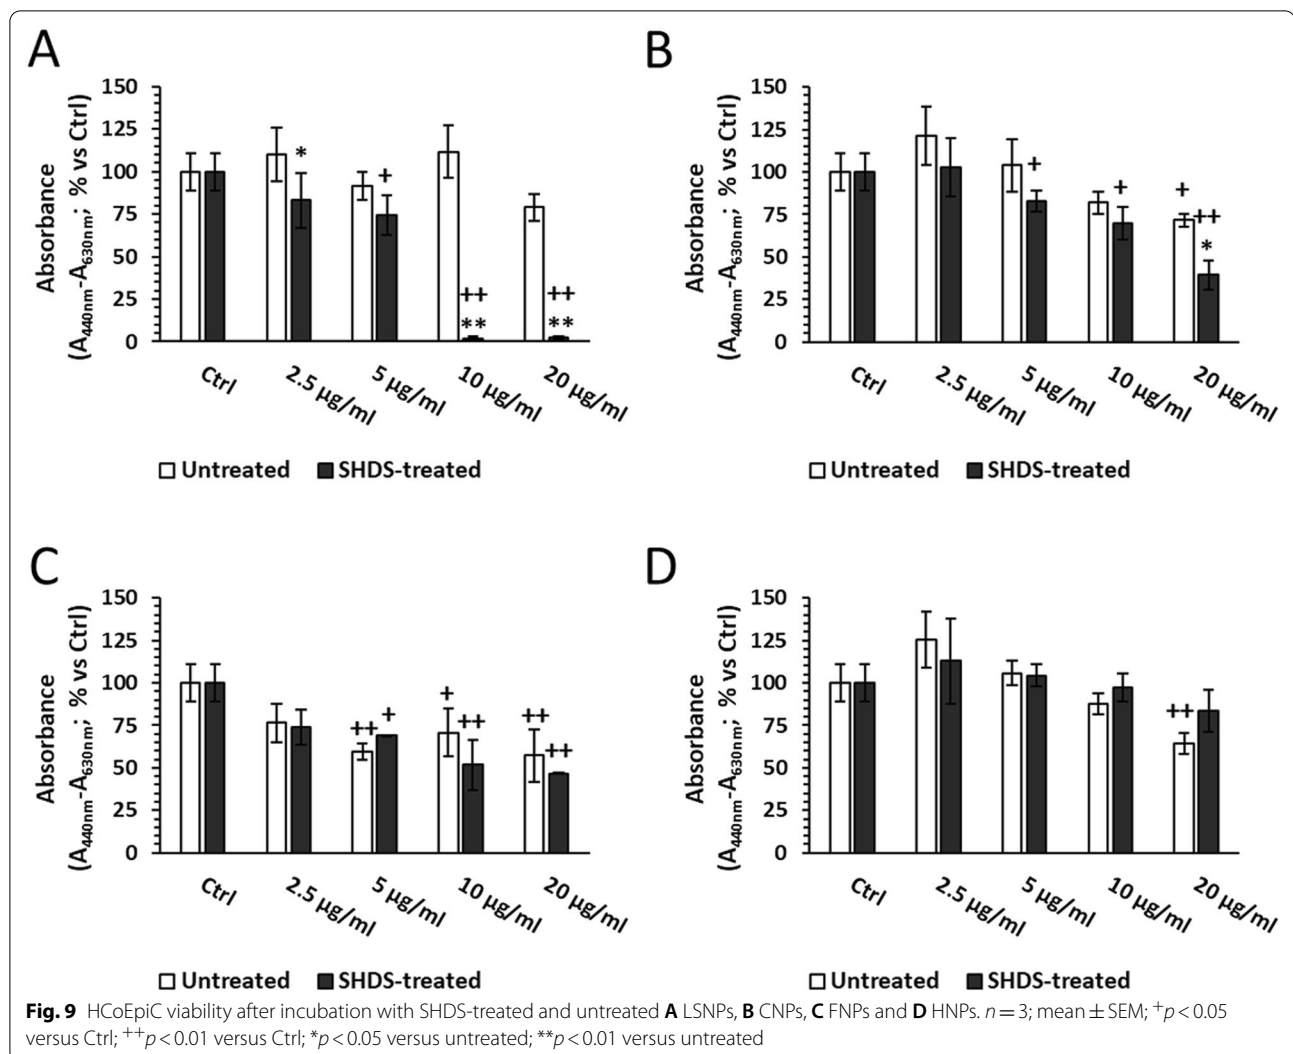 A
150
125
100
75
50
25
0
Absorbance
(A440nm-A630nm; % vs Ctrl)
*
+
++
**
++
**
Ctrl
2.5 µg/ml
5 µg/ml
10 µg/ml
20 µg/ml
Untreated
SHDS-treated
B
150
125
100
75
50
25
0
Absorbance
(A440nm-A630nm; % vs Ctrl)
+
+
+
++
*
Ctrl
2.5 µg/ml
5 µg/ml
10 µg/ml
20 µg/ml
Untreated
SHDS-treated
C
150
125
100
75
50
25
0
Absorbance
(A440nm-A630nm; % vs Ctrl)
++
+
+
++
++
++
Ctrl
2.5 µg/ml
5 µg/ml
10 µg/ml
20 µg/ml
Untreated
SHDS-treated
D
150
125
100
75
50
25
0
Absorbance
(A440nm-A630nm; % vs Ctrl)
++
Ctrl
2.5 µg/ml
5 µg/ml
10 µg/ml
20 µg/ml
Untreated
SHDS-treated
Fig. 9 HCoEpiC viability after incubation with SHDS-treated and untreated A LSNPs, B CNPs, C FNPs and D HNPs. n = 3; mean ± SEM; +p < 0.05
versus Ctrl; ++p < 0.01 versus Ctrl; *p < 0.05 versus untreated; **p < 0.01 versus untreated